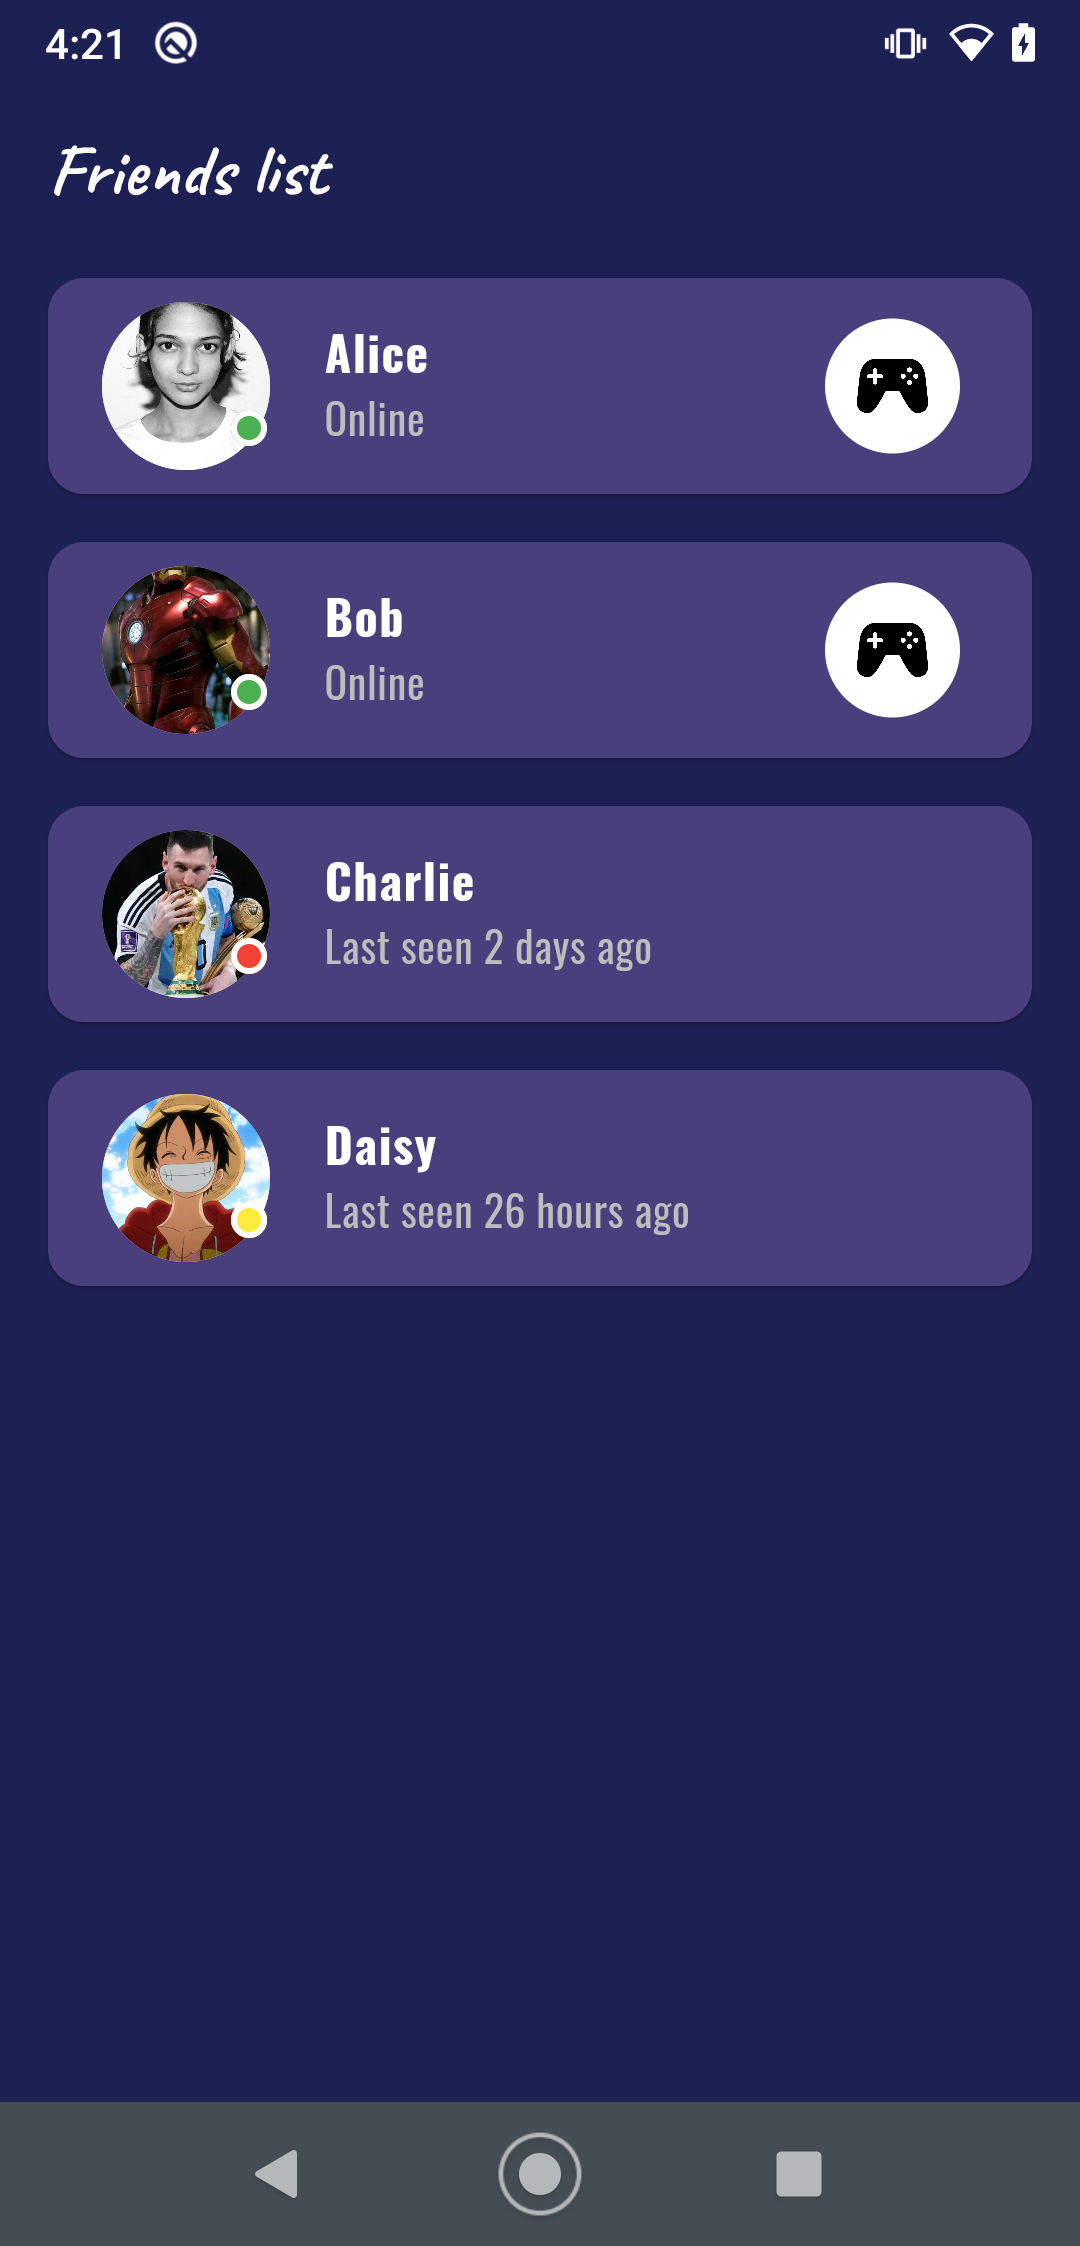 4:21
Friends list
Alice
Online
Bob
Online
Charlie
Last seen 2 days ago
Daisy
Last seen 26 hours ago